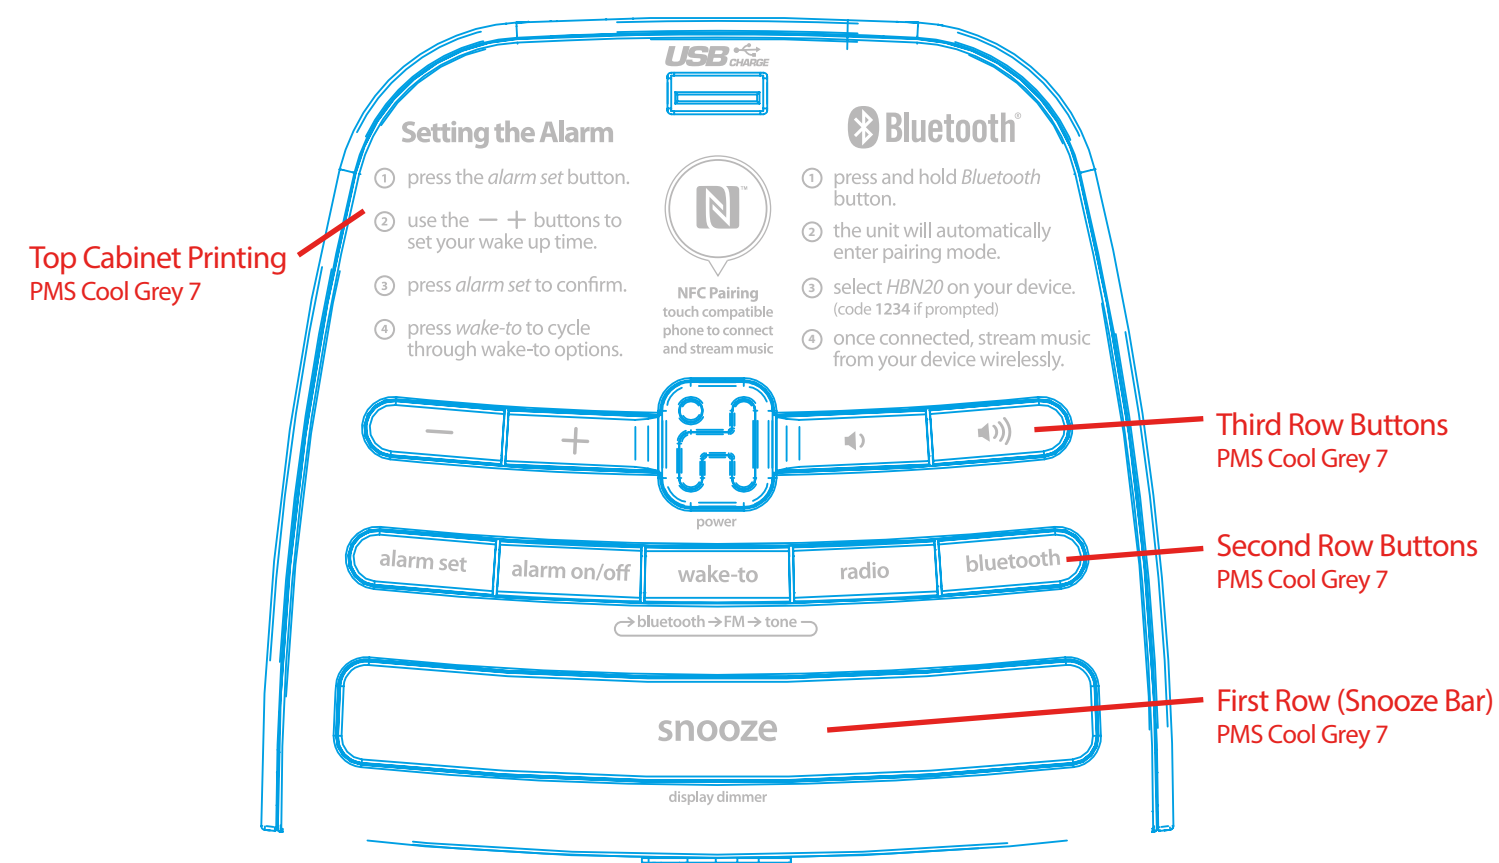 USB CHARGE
Setting the Alarm
1 press the alarm set button.
2 use the — + buttons to
set your wake up time.
3 press alarm set to confirm.
4 press wake-to to cycle
through wake-to options.
N™
NFC Pairing
touch compatible
phone to connect
and stream music
Bluetooth®
1 press and hold Bluetooth
button.
2 the unit will automatically
enter pairing mode.
3 select HBN20 on your device.
(code 1234 if prompted)
4 once connected, stream music
from your device wirelessly.
Top Cabinet Printing
PMS Cool Grey 7
— +
power
Third Row Buttons
PMS Cool Grey 7
alarm set
alarm on/off
wake-to
radio
bluetooth
Second Row Buttons
PMS Cool Grey 7
→ bluetooth → FM → tone
snooze
First Row (Snooze Bar)
PMS Cool Grey 7
display dimmer